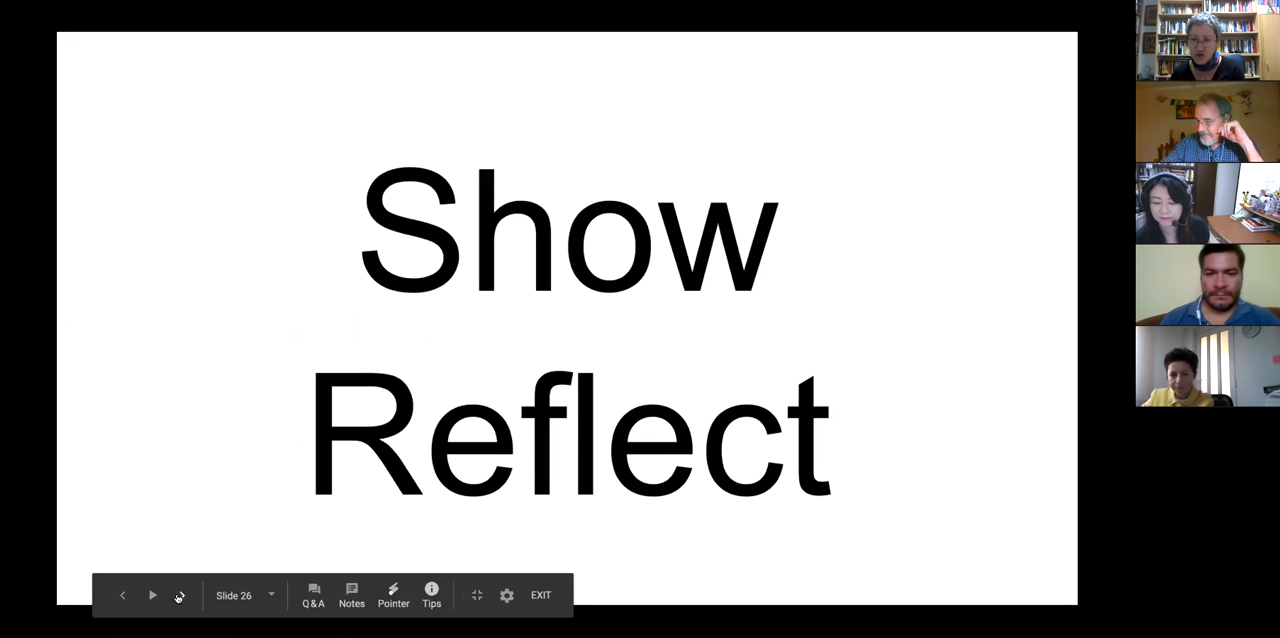 Show
Reflect
Slide 26
Q&A
Notes
Pointer
Tips
EXIT